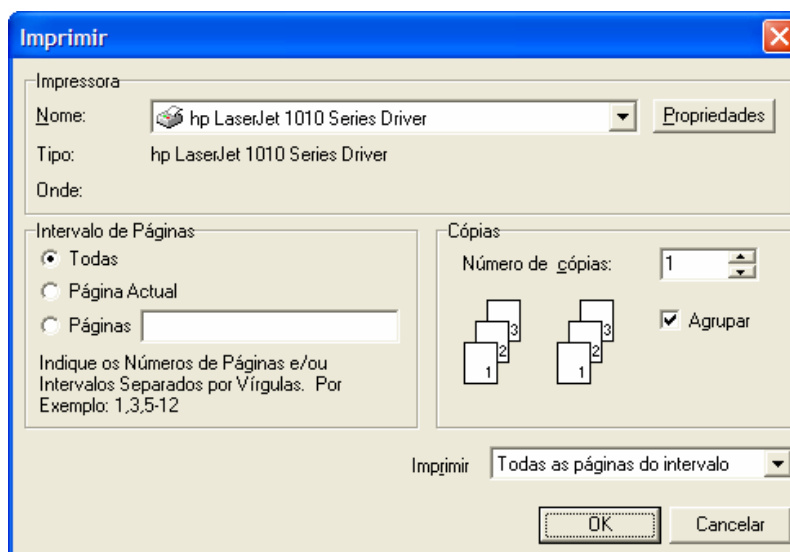 Imprimir
Impressora
Nome: hp LaserJet 1010 Series Driver Propriedades
Tipo: hp LaserJet 1010 Series Driver
Onde:
Intervalo de Páginas
Todas
Página Actual
Páginas
Indique os Números de Páginas e/ou
Intervalos Separados por Vírgulas. Por
Exemplo: 1,3,5-12
Cópias
Número de cópias: 1
1 2 3 1 2 3
Agrupar
Imprimir Todas as páginas do intervalo
OK Cancelar